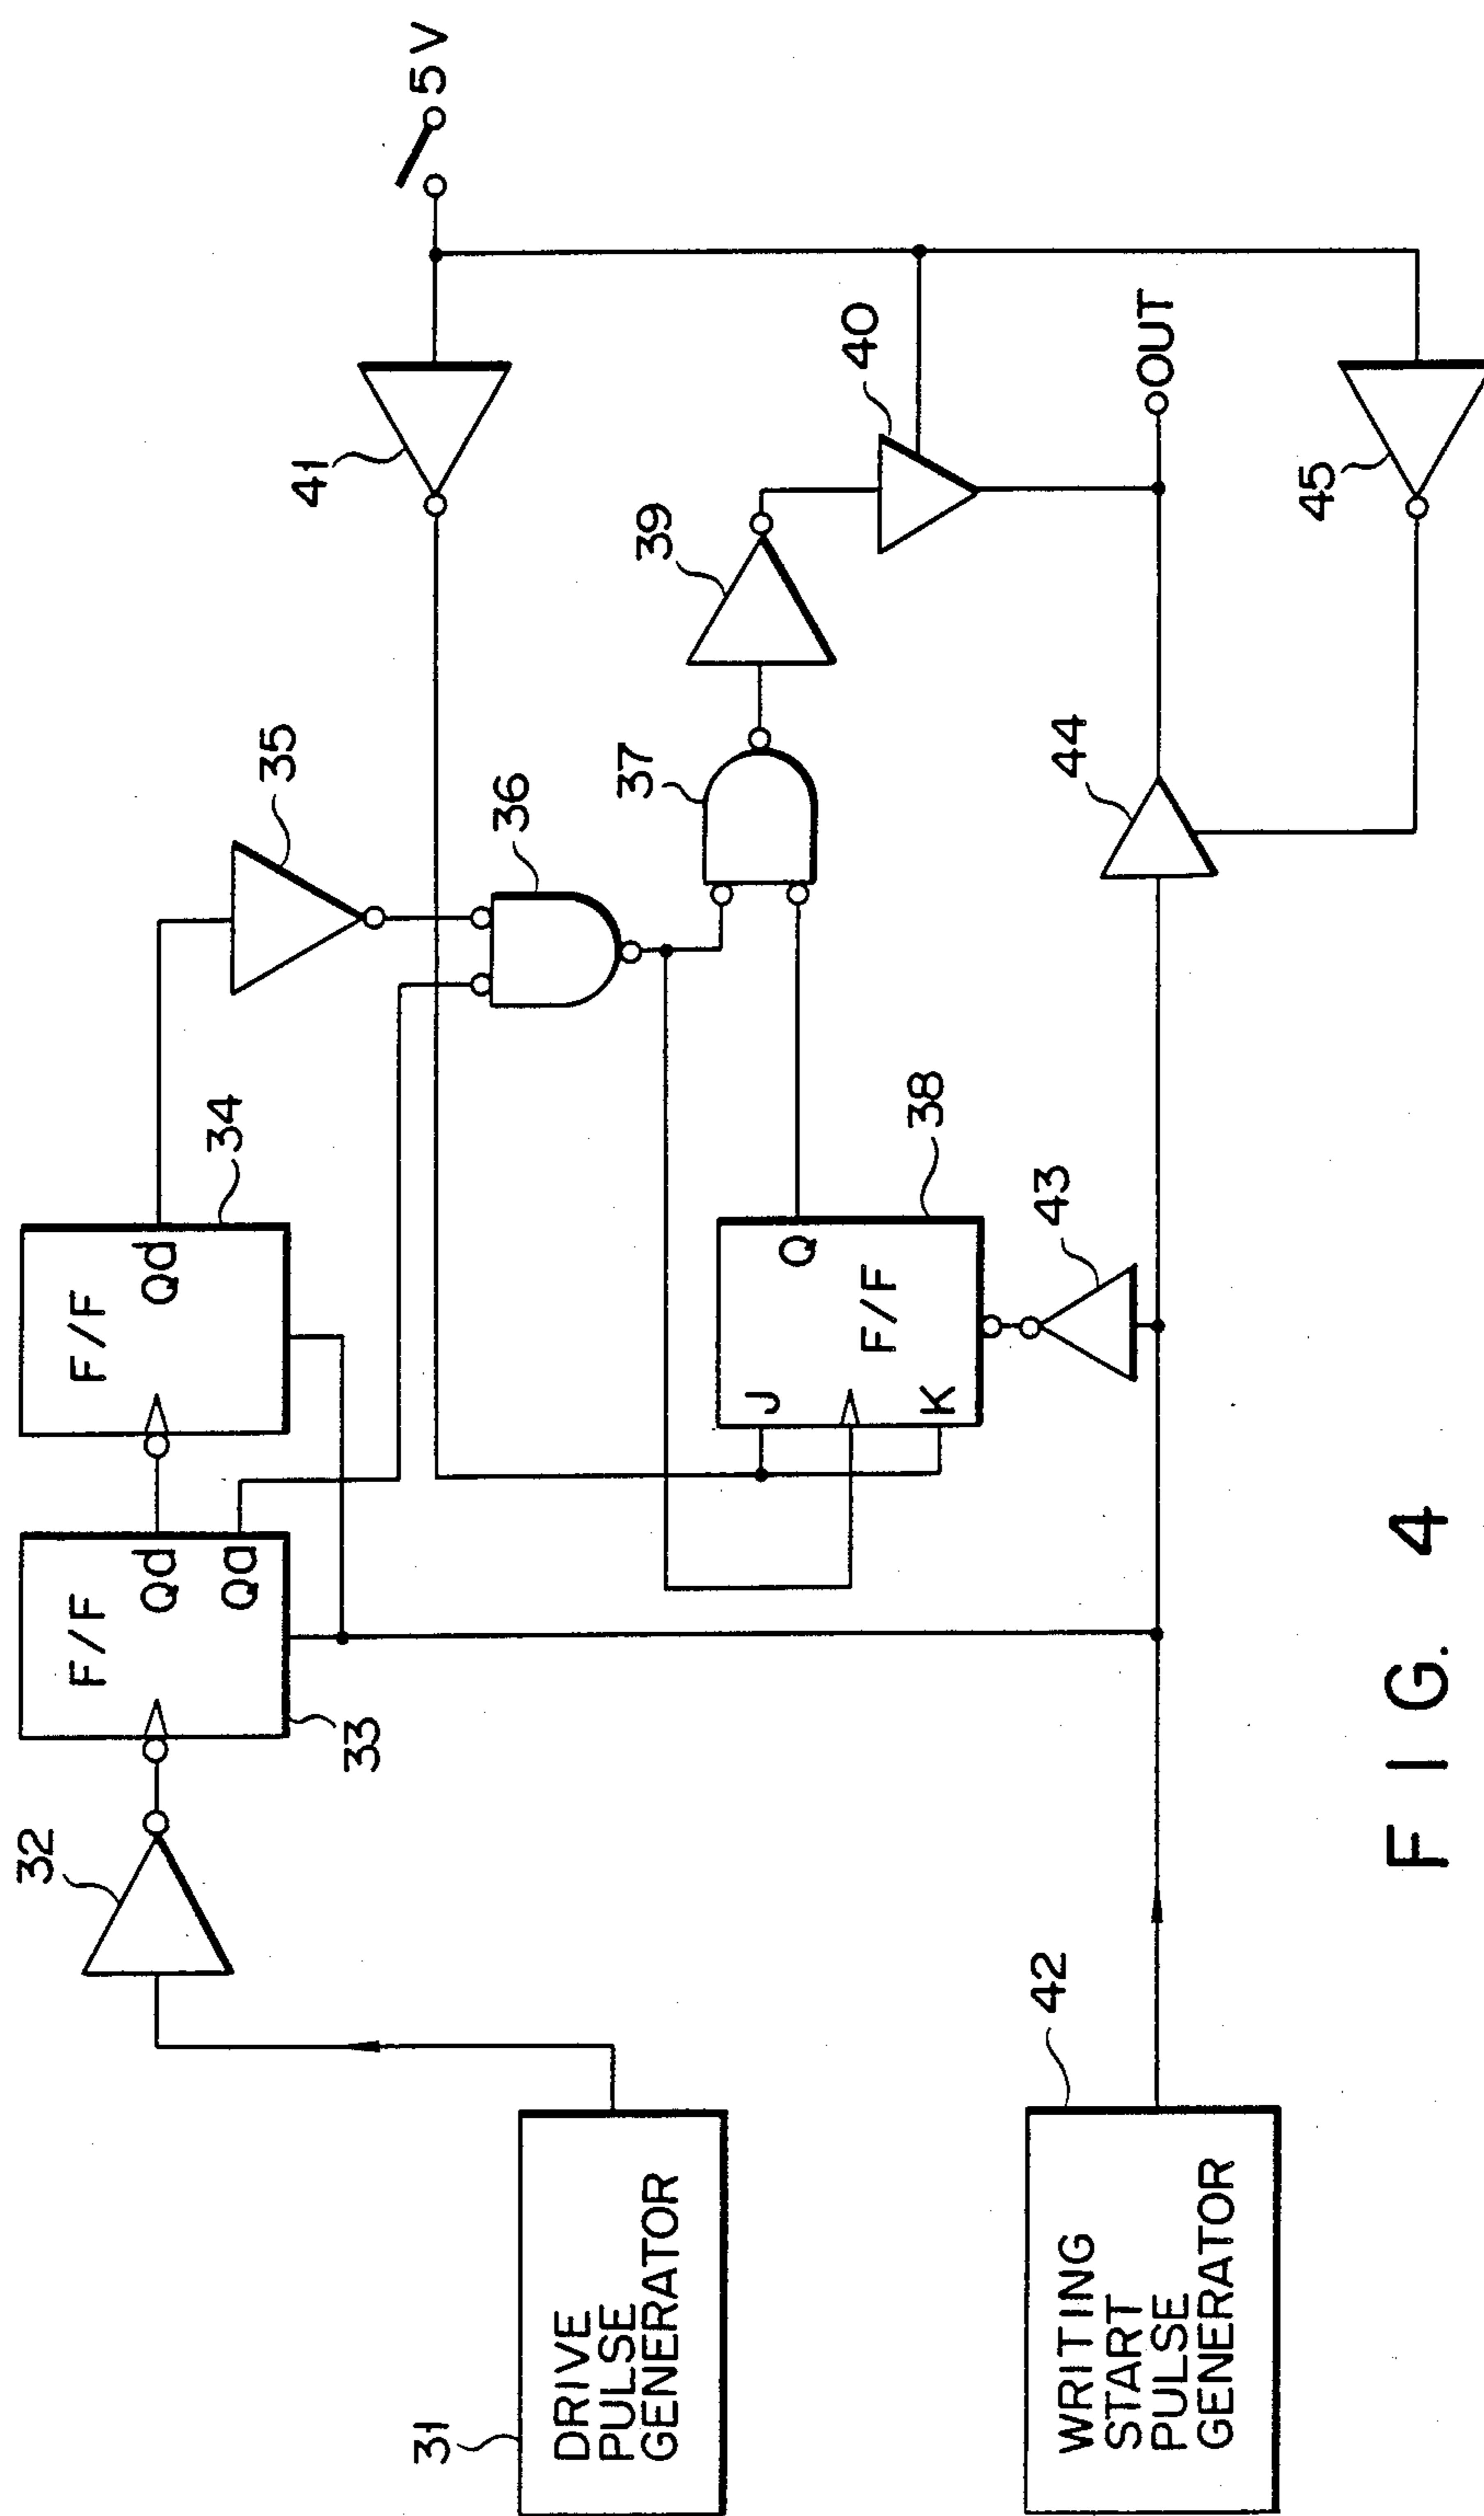 32
F/F
Qd
Qa
33
F/F
Qd
34
35
36
41
5V
31
DRIVE
PULSE
GENERATOR
J
K
Q
F/F
38
37
39
40
42
WRITING
START
PULSE
GENERATOR
43
44
OUT
45
FIG. 4